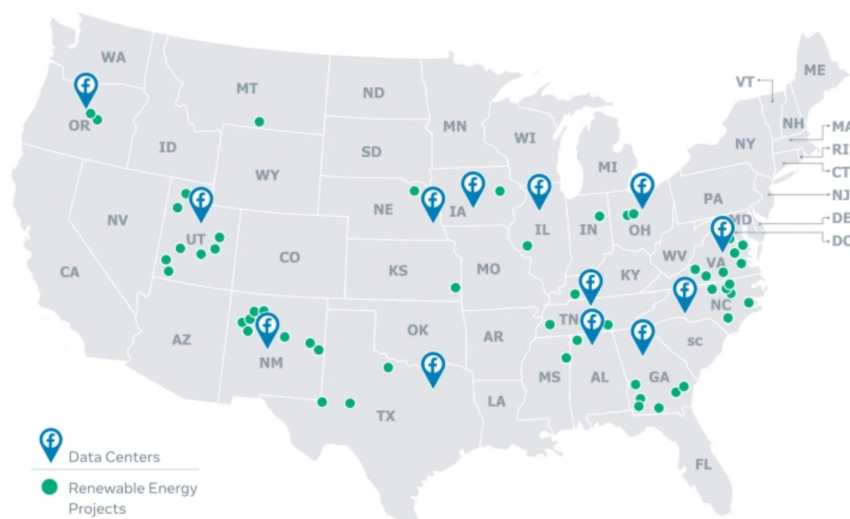 WA
ME
VT
MT
ND
OR
MN
NH
MA
ID
WI
NY
RI
SD
MI
CT
WY
PA
NJ
NE
IA
NV
MD
DE
UT
IL
IN
OH
DC
CO
WV
VA
CA
KS
MO
KY
NC
TN
OK
AZ
AR
SC
NM
MS
AL
GA
LA
TX
FL
Data Centers
Renewable Energy
Projects